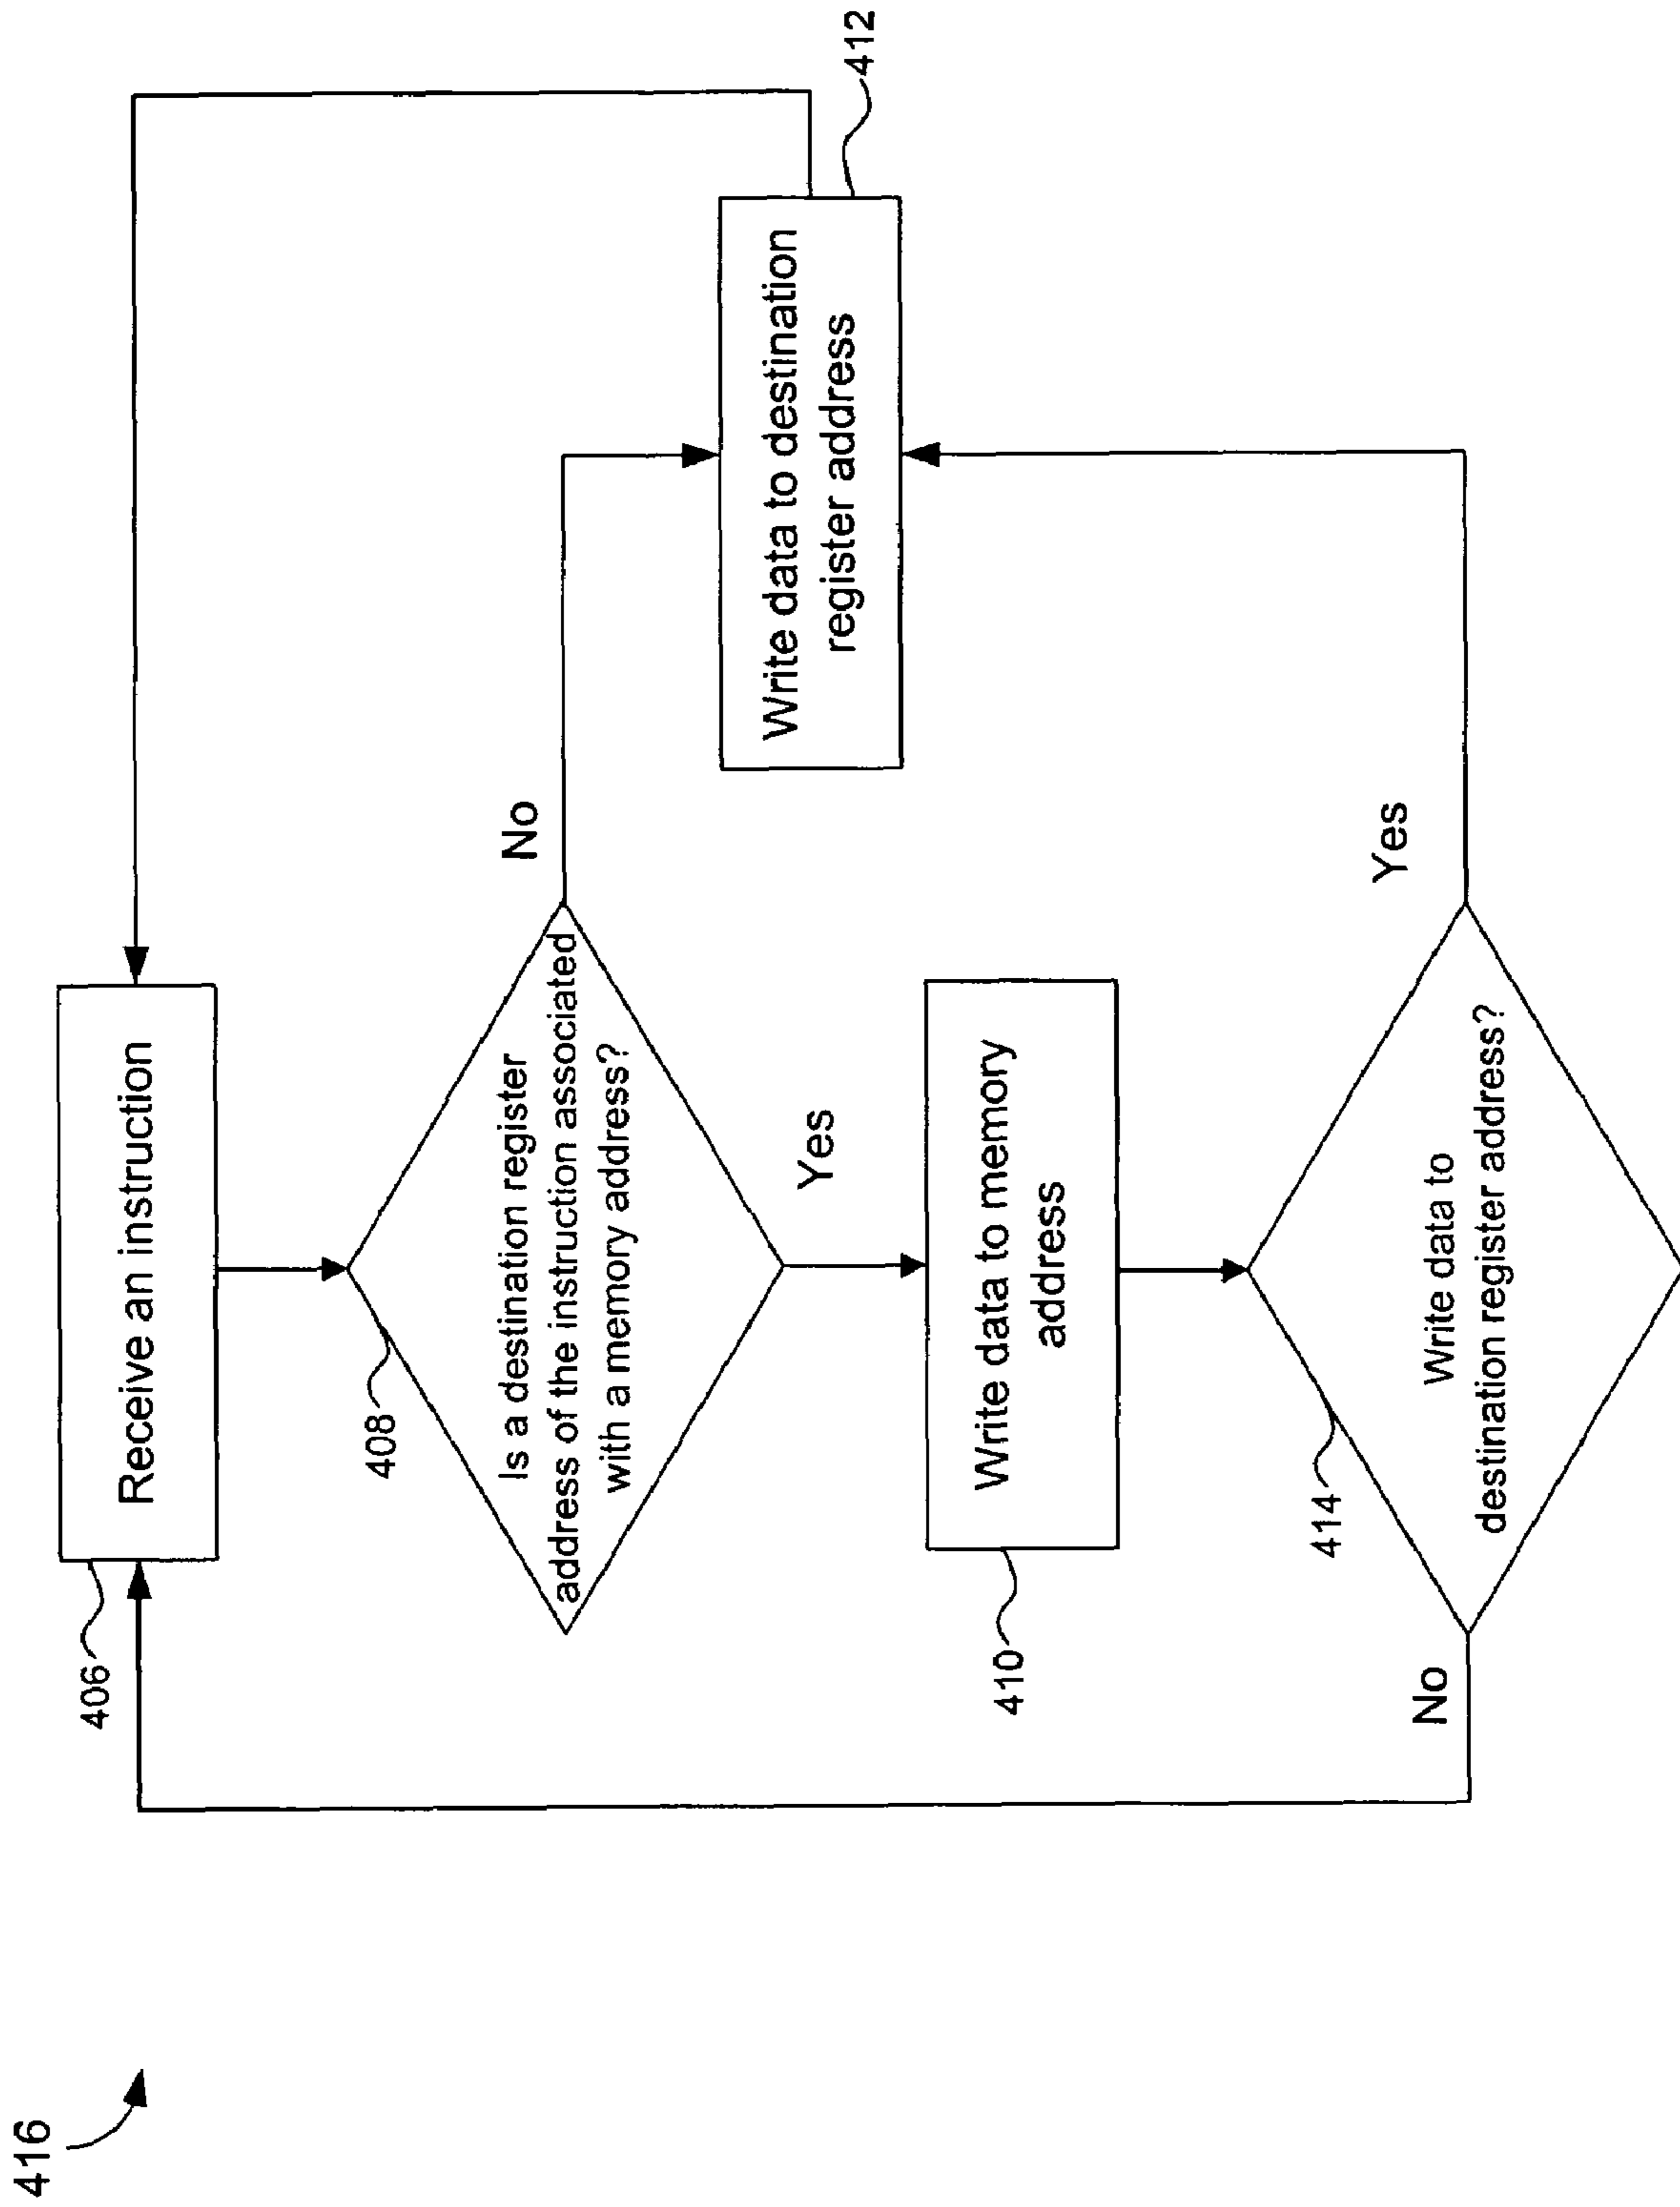 416
406
Receive an instruction
408
Is a destination register
address of the instruction associated
with a memory address?
No
Yes
410
Write data to memory
address
Write data to destination
register address
412
414
Write data to
destination register address?
No
Yes